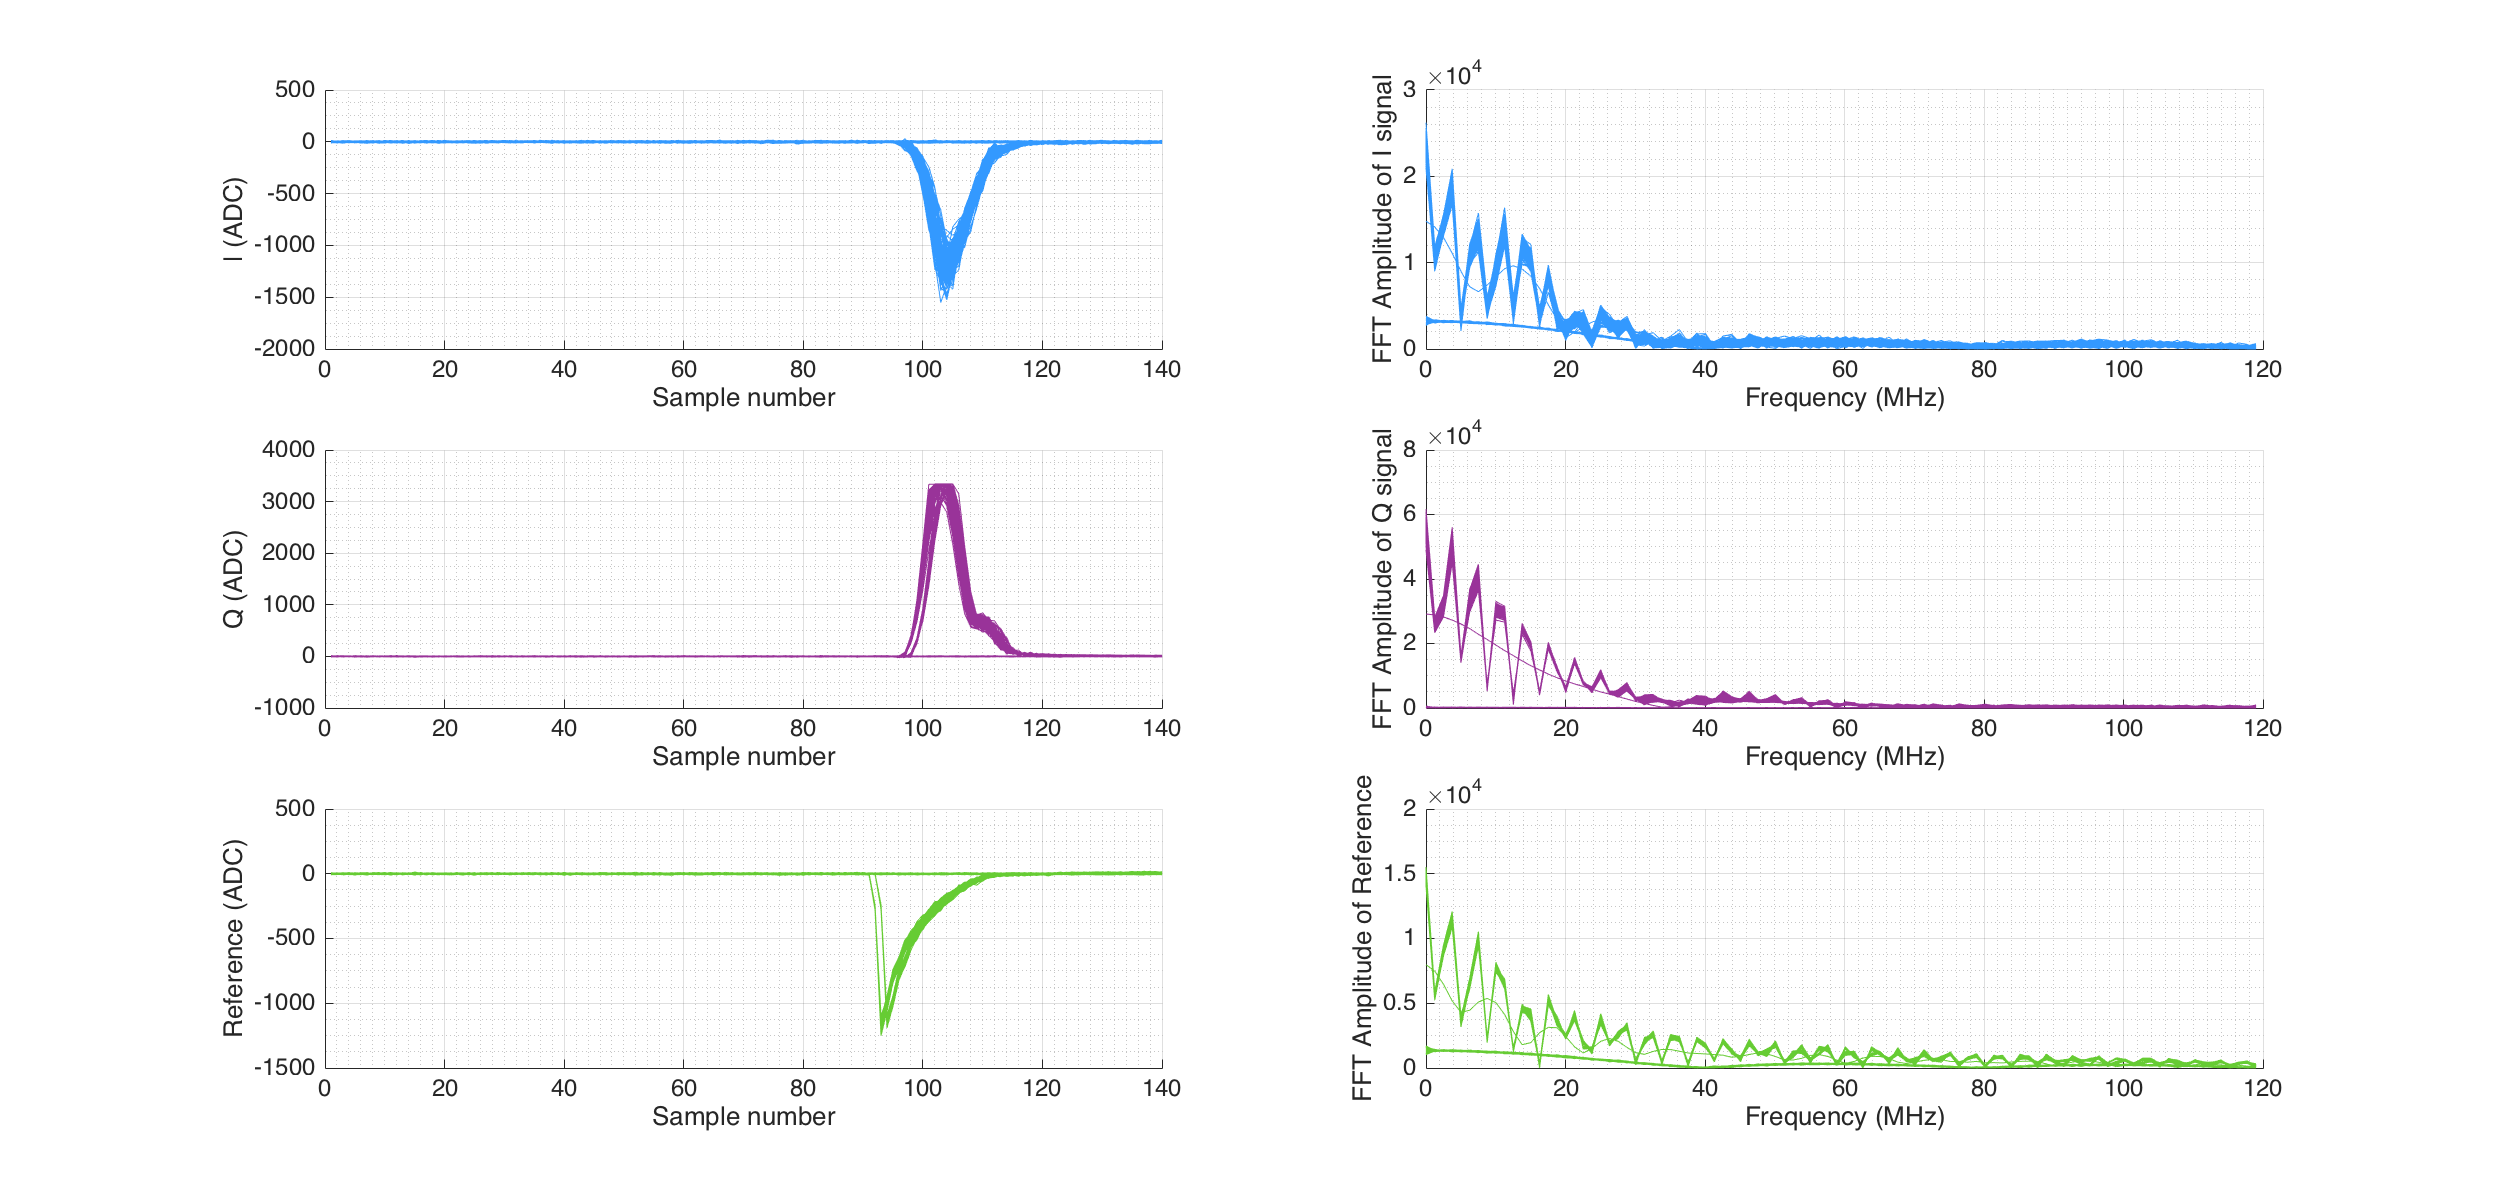 500
0
-500
-1000
-1500
-2000
I (ADC)
0 20 40 60 80 100 120 140
Sample number
×10^4
3
2
1
0
FFT Amplitude of I signal
0 20 40 60 80 100 120
Frequency (MHz)
4000
3000
2000
1000
0
-1000
Q (ADC)
0 20 40 60 80 100 120 140
Sample number
×10^4
8
6
4
2
0
FFT Amplitude of Q signal
0 20 40 60 80 100 120
Frequency (MHz)
500
0
-500
-1000
-1500
Reference (ADC)
0 20 40 60 80 100 120 140
Sample number
×10^4
2
1.5
1
0.5
0
FFT Amplitude of Reference
0 20 40 60 80 100 120
Frequency (MHz)